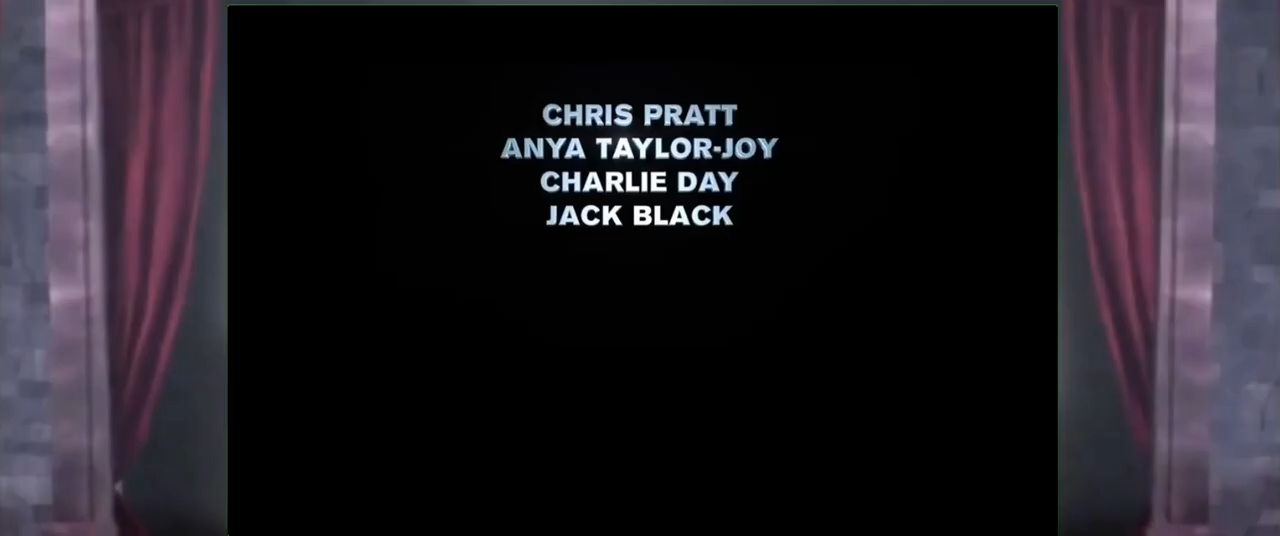 CHRIS PRATT
ANYA TAYLOR-JOY
CHARLIE DAY
JACK BLACK